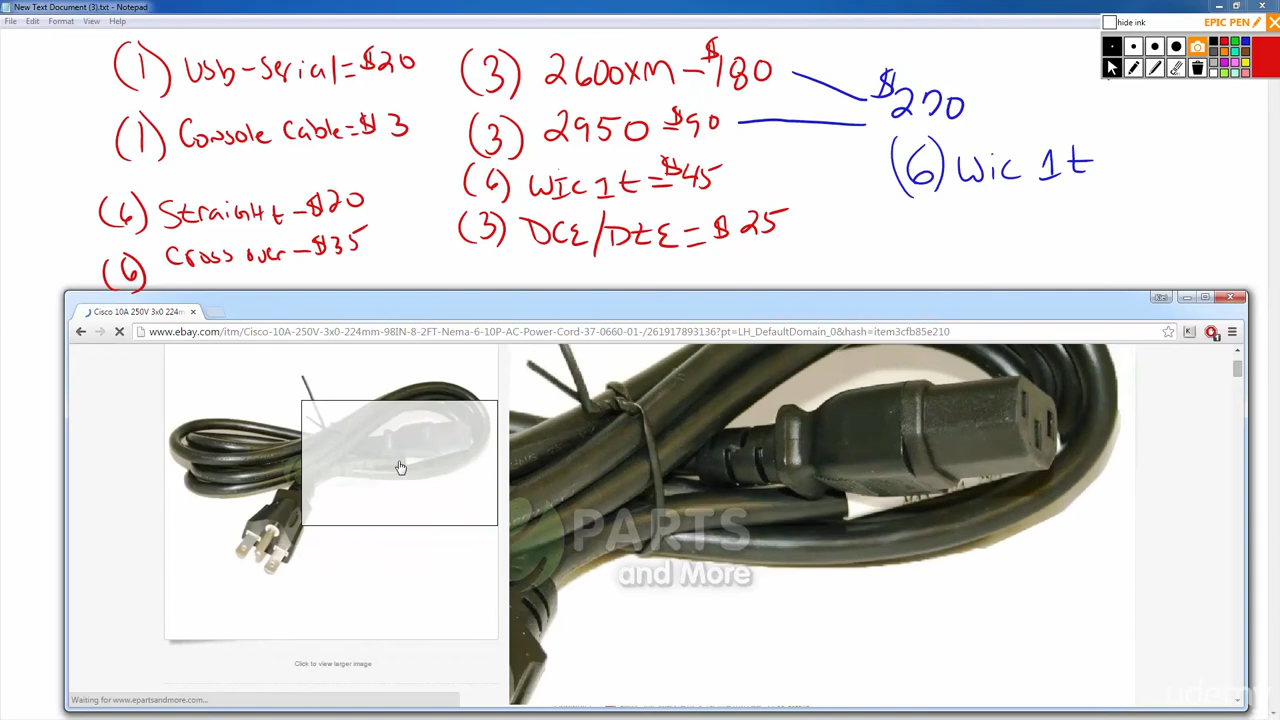 New Text Document (3).txt - Notepad
File Edit Format View Help
hide ink
EPIC PEN
(1) Usb-Serial=$20
(1) Console Cable=$3
(6) Straight-$20
(6) Cross over-$35
(3) 2600xm-$180
(3) 2950=$90
(6) Wic 1t=$45
(3) DCE/DTE=$25
$270
(6) Wic 1t
Cisco 10A 250V 3x0 224m
www.ebay.com/itm/Cisco-10A-250V-3x0-224mm-98IN-8-2FT-Nema-6-10P-AC-Power-Cord-37-0660-01-/261917893136?pt=LH_DefaultDomain_0&hash=item3cfb85e210
PARTS
and More
Click to view larger image
Waiting for www.epartsandmore.com...
udemy